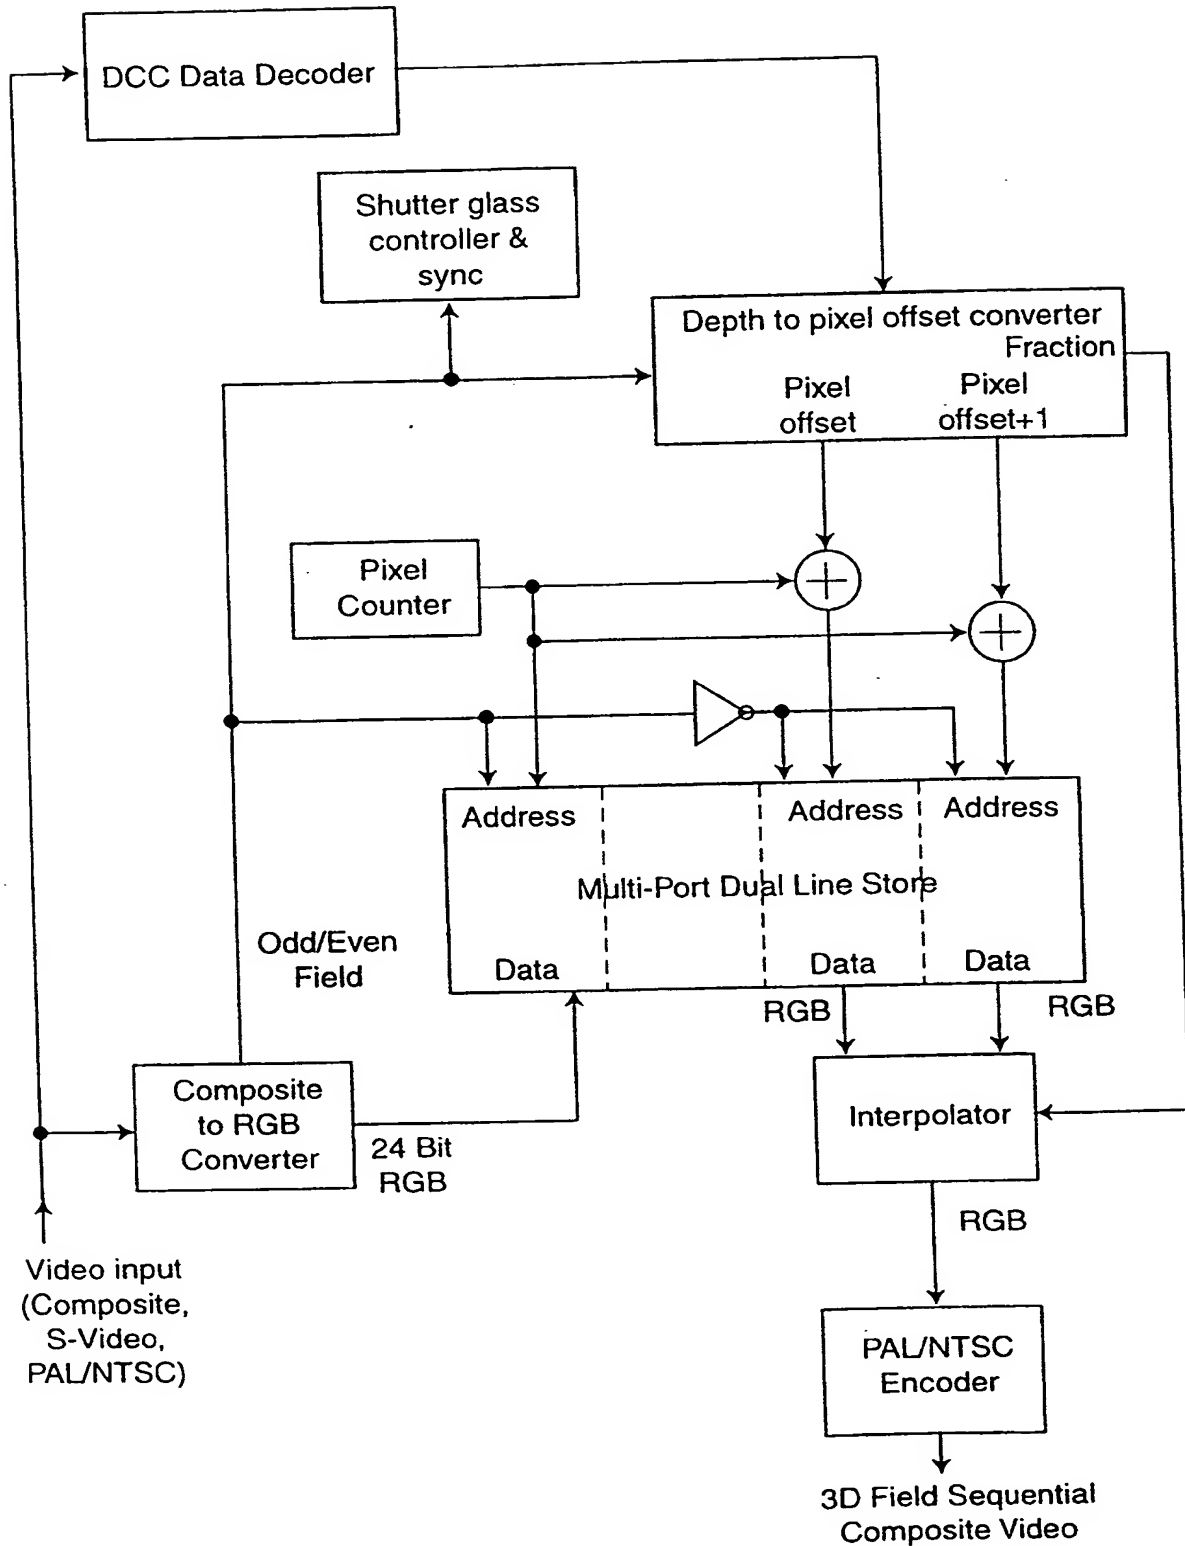 DCC Data Decoder
Shutter glass
controller &
sync
Depth to pixel offset converter
Fraction
Pixel
offset
Pixel
offset+1
Pixel
Counter
Address
Address
Address
Multi-Port Dual Line Store
Data
Data
Data
Odd/Even
Field
RGB
RGB
Composite
to RGB
Converter
24 Bit
RGB
Interpolator
RGB
Video input
(Composite,
S-Video,
PAL/NTSC)
PAL/NTSC
Encoder
3D Field Sequential
Composite Video